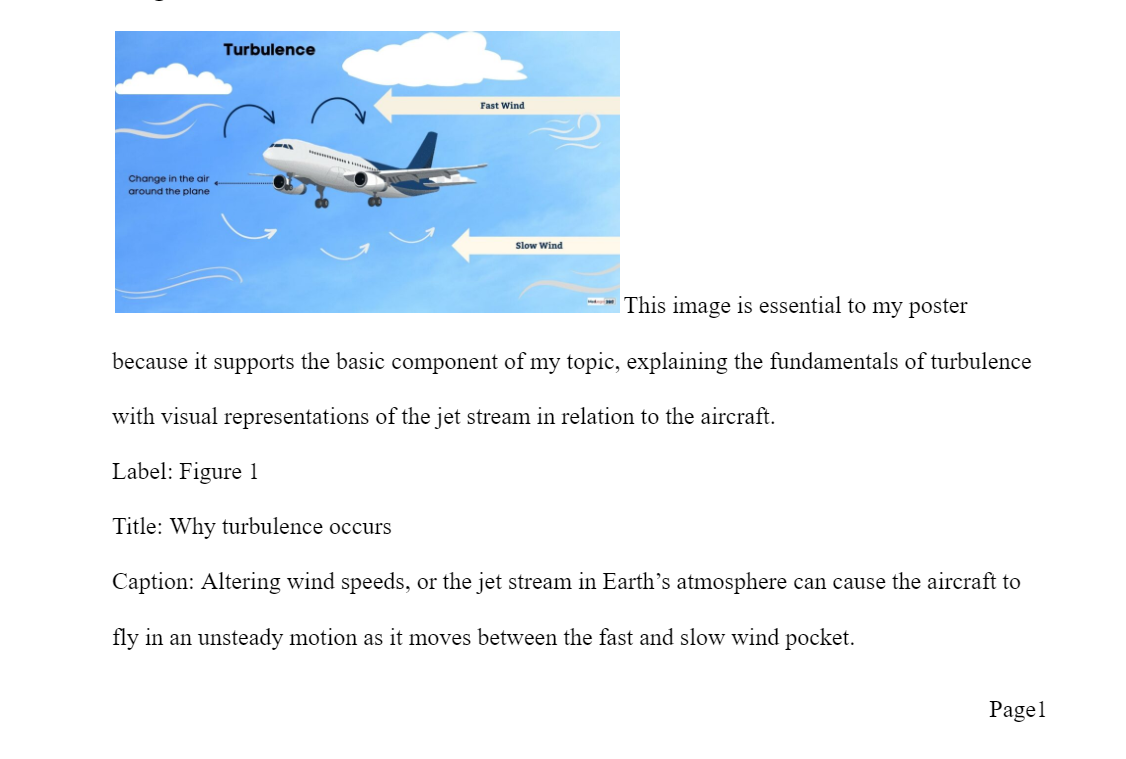 Turbulence
Fast Wind
Change in the air
around the plane
Slow Wind
This image is essential to my poster
because it supports the basic component of my topic, explaining the fundamentals of turbulence
with visual representations of the jet stream in relation to the aircraft.
Label: Figure 1
Title: Why turbulence occurs
Caption: Altering wind speeds, or the jet stream in Earth’s atmosphere can cause the aircraft to
fly in an unsteady motion as it moves between the fast and slow wind pocket.
Page1